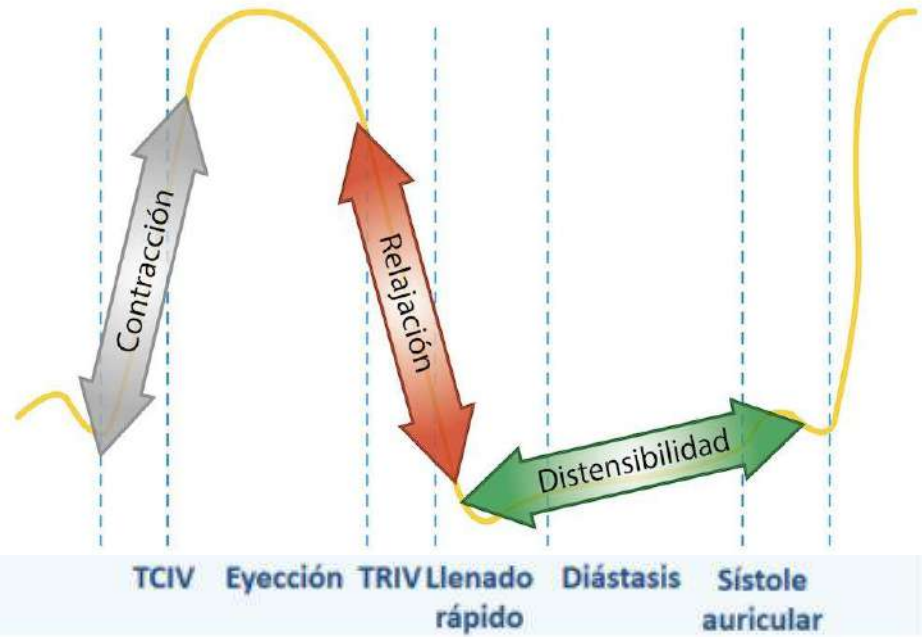 Contracción
Relajación
Distensibilidad
TCIV Eyección TRIV Llenado rápido Diástasis Sístole auricular